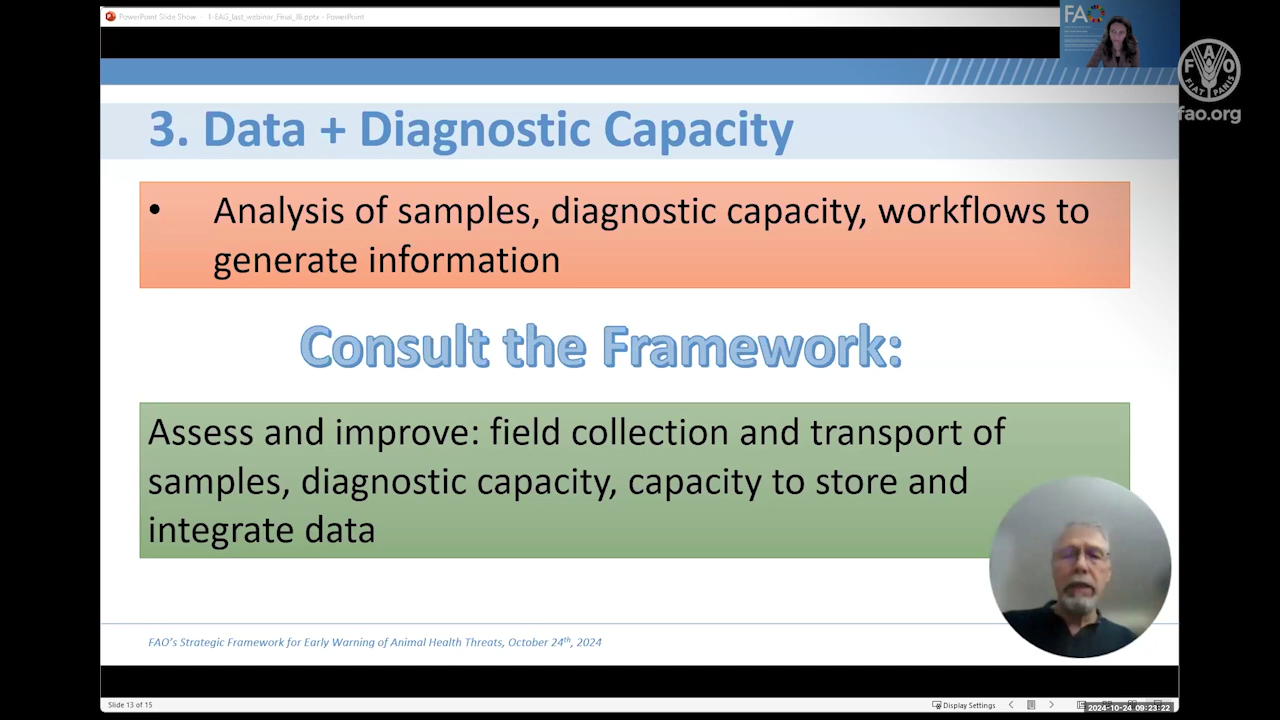 PowerPoint Slide Show - 1-EAG_last_webinar_Final_IB.pptx - PowerPoint
FAO
F A O
FIAT PANIS
fao.org
3. Data + Diagnostic Capacity
• Analysis of samples, diagnostic capacity, workflows to
generate information
Consult the Framework:
Assess and improve: field collection and transport of
samples, diagnostic capacity, capacity to store and
integrate data
FAO's Strategic Framework for Early Warning of Animal Health Threats, October 24th, 2024
Slide 13 of 15
Display Settings
2024-10-24 09:23:22